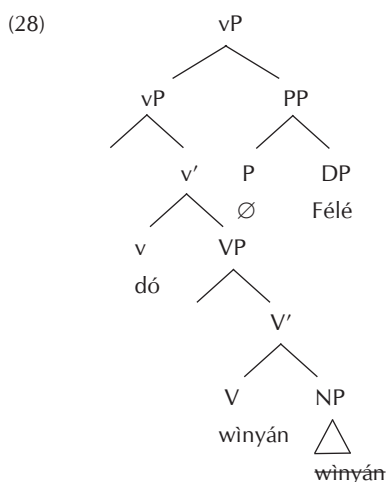 (28) vP
vP PP
v′ P DP
∅ Félé
v VP
dó
V′
V NP
wìnyán
wìnyán